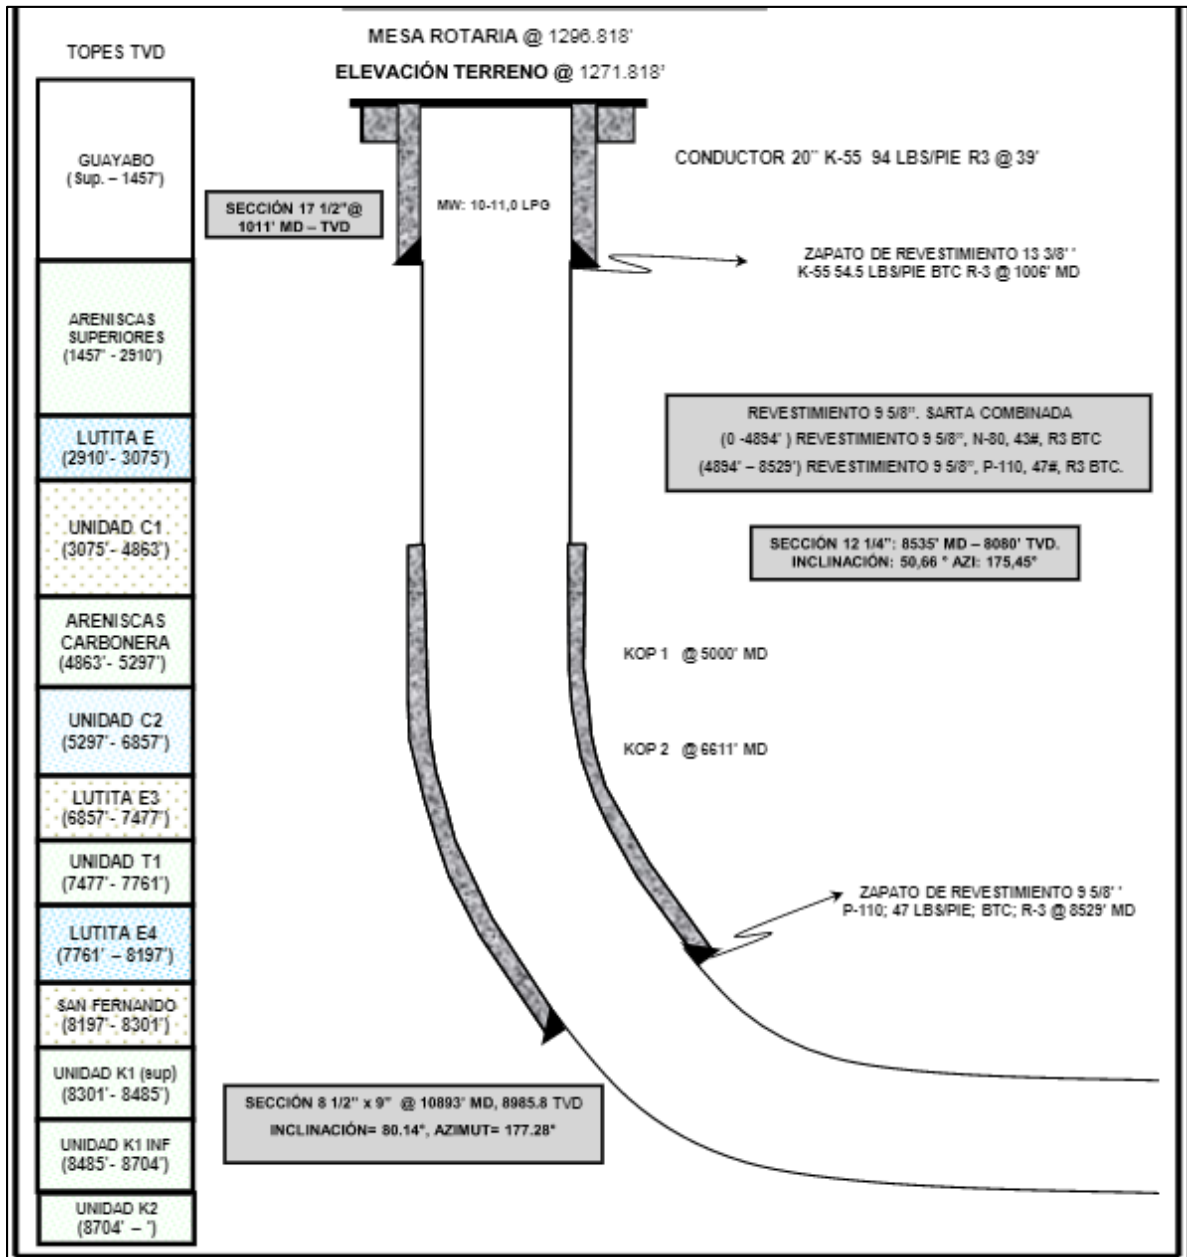 MESA ROTARIA @ 1296.818'
TOPES TVD
ELEVACIÓN TERRENO @ 1271.818'
GUAYABO
(Sup. – 1457')
CONDUCTOR 20" K-55 94 LBS/PIE R3 @ 39'
SECCIÓN 17 1/2"@
1011' MD – TVD
MW: 10-11,0 LPG
ZAPATO DE REVESTIMIENTO 13 3/8' '
K-55 54.5 LBS/PIE BTC R-3 @ 1006' MD
ARENISCAS
SUPERIORES
(1457' - 2910')
REVESTIMIENTO 9 5/8". SARTA COMBINADA
(0 -4894' ) REVESTIMIENTO 9 5/8", N-80, 43#, R3 BTC
(4894' – 8529') REVESTIMIENTO 9 5/8", P-110, 47#, R3 BTC.
LUTITA E
(2910'- 3075')
UNIDAD C1
(3075'- 4863')
SECCIÓN 12 1/4": 8535' MD – 8080' TVD.
INCLINACIÓN: 50,66 ° AZI: 175,45°
ARENISCAS
CARBONERA
(4863'- 5297')
KOP 1 @ 5000' MD
UNIDAD C2
(5297'- 6857')
KOP 2 @ 6611' MD
LUTITA E3
(6857'- 7477')
UNIDAD T1
(7477'- 7761')
ZAPATO DE REVESTIMIENTO 9 5/8' '
P-110; 47 LBS/PIE; BTC; R-3 @ 8529' MD
LUTITA E4
(7761' – 8197')
SAN FERNANDO
(8197'- 8301')
UNIDAD K1 (sup)
(8301'- 8485')
SECCIÓN 8 1/2" x 9" @ 10893' MD, 8985.8 TVD
INCLINACIÓN= 80.14°, AZIMUT= 177.28°
UNIDAD K1 INF
(8485'- 8704')
UNIDAD K2
(8704' – ')